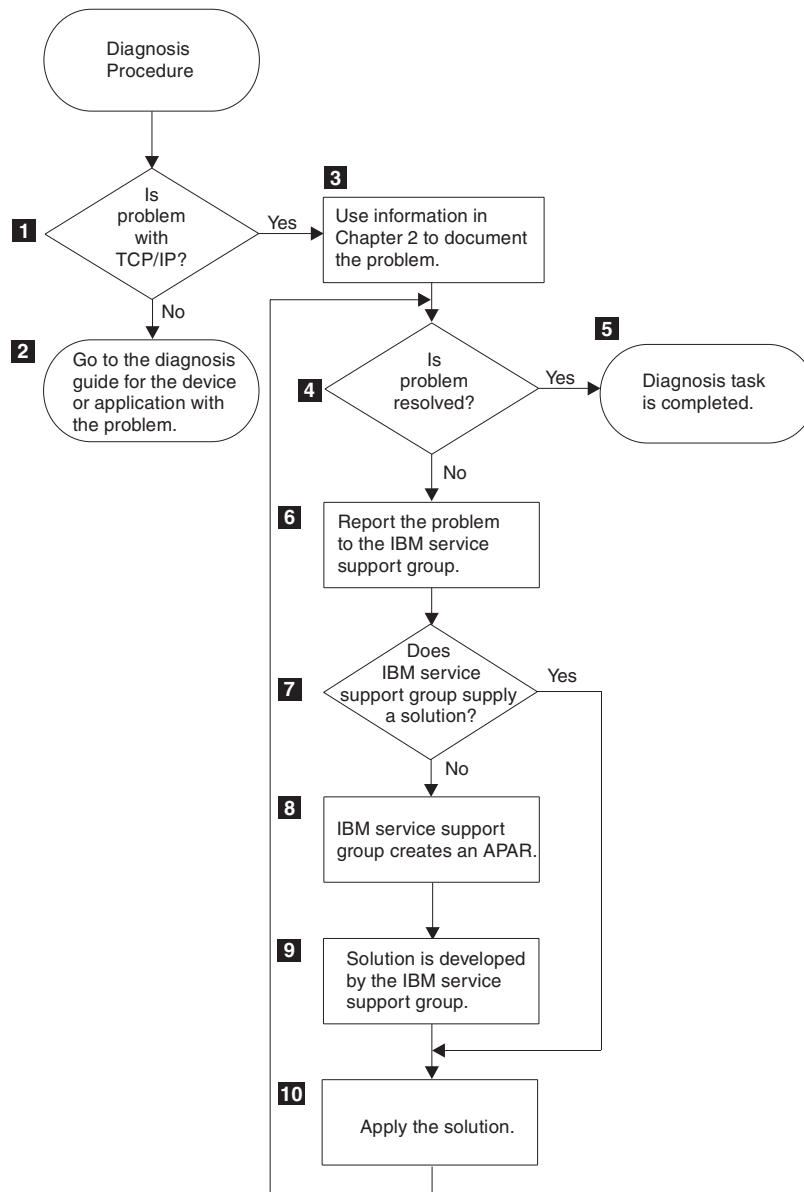 Diagnosis
Procedure
1
Is
problem
with
TCP/IP?
Yes
No
2
Go to the diagnosis
guide for the device
or application with
the problem.
3
Use information in
Chapter 2 to document
the problem.
4
Is
problem
resolved?
Yes
No
5
Diagnosis task
is completed.
6
Report the problem
to the IBM service
support group.
7
Does
IBM service
support group supply
a solution?
Yes
No
8
IBM service support
group creates an APAR.
9
Solution is developed
by the IBM service
support group.
10
Apply the solution.